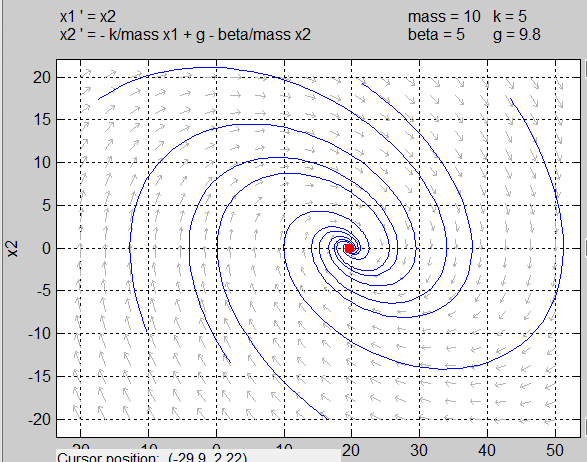 x1 ' = x2
x2 ' = - k/mass x1 + g - beta/mass x2
mass = 10 k = 5
beta = 5 g = 9.8
20
15
10
5
0
-5
-10
-15
-20
x2
-20 -10 0 10 20 30 40 50
Cursor position: (-29.9, 2.22)